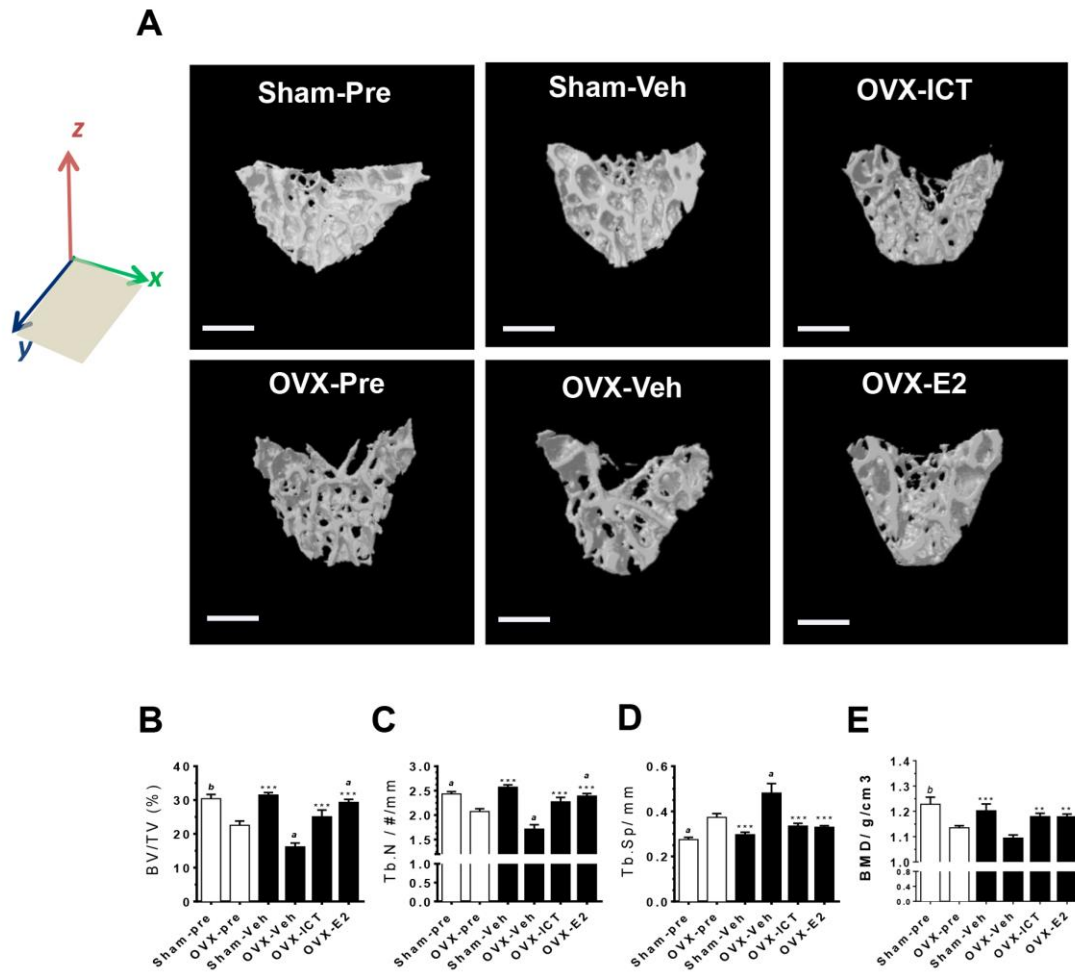 A
Sham-Pre
Sham-Veh
OVX-ICT
z
x
y
OVX-Pre
OVX-Veh
OVX-E2
B
BV/TV (%)
40
30
20
10
0
b
***
a
***
a
***
Sham-pre
OVX-pre
Sham-Veh
OVX-Veh
OVX-ICT
OVX-E2
C
Tb.N / #/mm
3.0
2.5
2.0
1.5
1.2
1.0
0.5
0.0
a
***
a
***
a
***
Sham-pre
OVX-pre
Sham-Veh
OVX-Veh
OVX-ICT
OVX-E2
D
Tb.Sp/ mm
0.6
0.4
0.2
0.0
a
***
a
***
***
Sham-pre
OVX-pre
Sham-Veh
OVX-Veh
OVX-ICT
OVX-E2
E
BMD/ g/cm3
1.4
1.3
1.2
1.1
1.0
0.8
0.4
0.0
b
***
**
**
Sham-pre
OVX-pre
Sham-Veh
OVX-Veh
OVX-ICT
OVX-E2